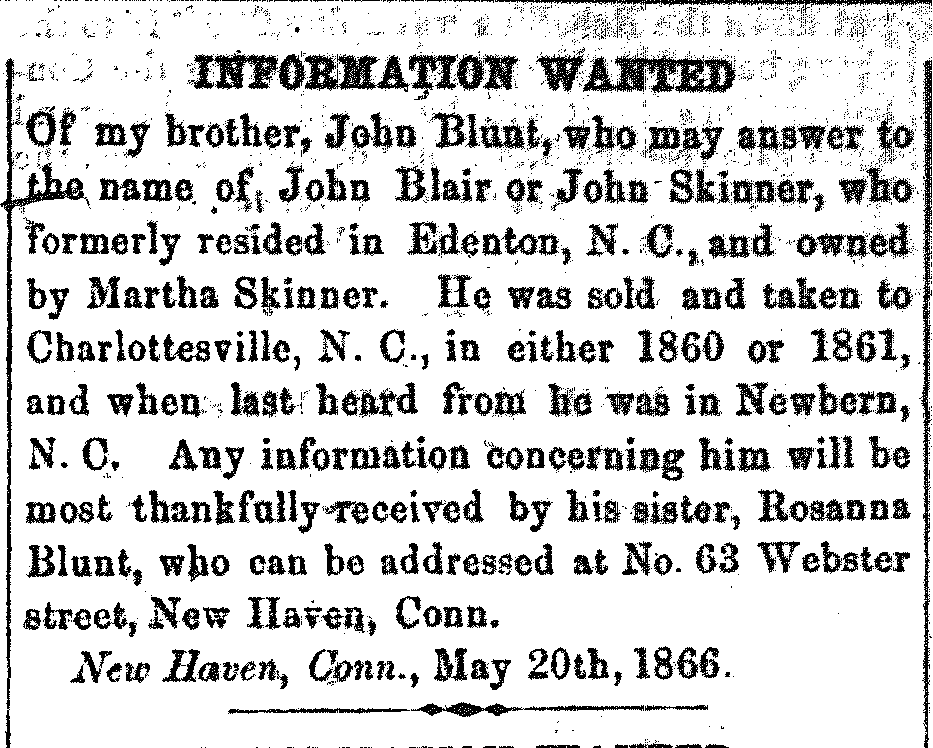 INFORMATION WANTED
Of my brother, John Blunt, who may answer to
the name of, John Blair or John Skinner, who
formerly resided in Edenton, N. C., and owned
by Martha Skinner. He was sold and taken to
Charlottesville, N. C., in either 1860 or 1861,
and when last heard from he was in Newbern,
N. C. Any information concerning him will be
most thankfully received by his sister, Rosanna
Blunt, who can be addressed at No. 63 Webster
street, New Haven, Conn.
New Haven, Conn., May 20th, 1866.